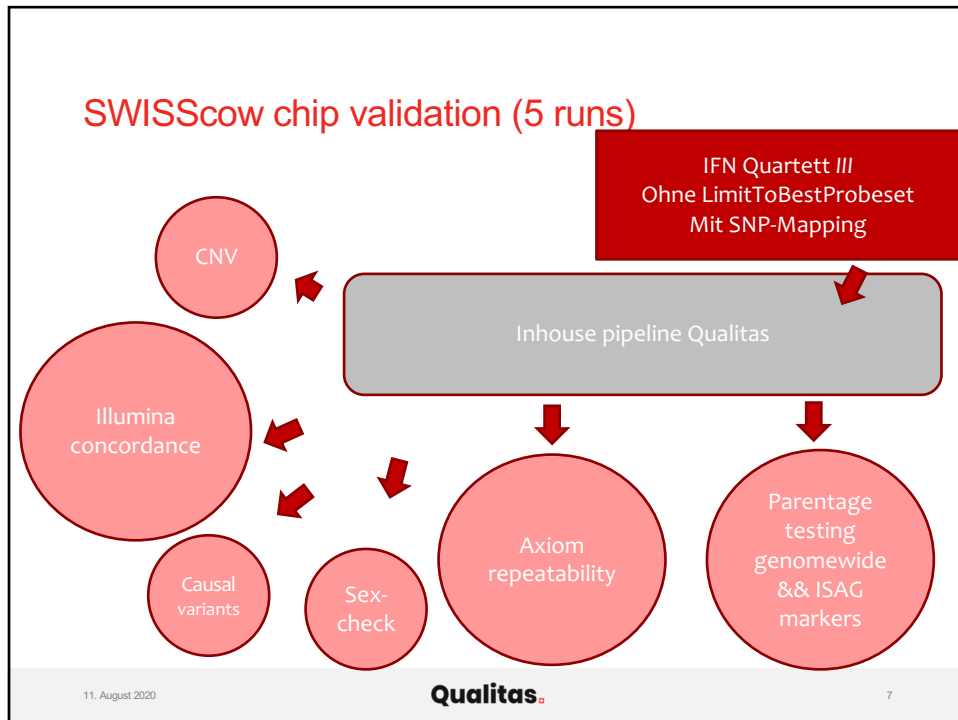 SWISScow chip validation (5 runs)
IFN Quartett III
Ohne LimitToBestProbeset
Mit SNP-Mapping
CNV
Inhouse pipeline Qualitas
Illumina
concordance
Causal
variants
Sex-
check
Axiom
repeatability
Parentage
testing
genomewide
&& ISAG
markers
11. August 2020
Qualitas
7